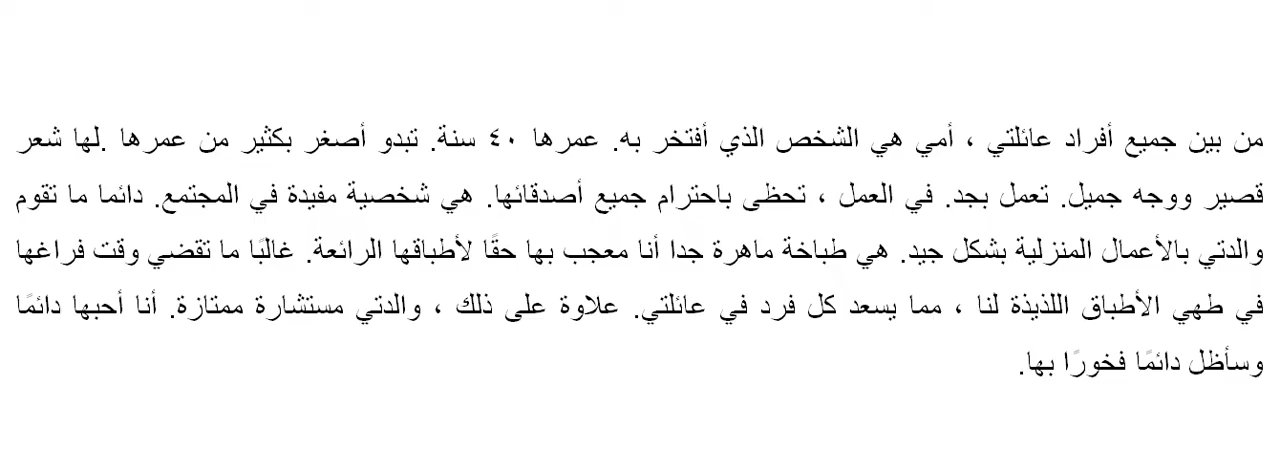 من بين جميع أفراد عائلتي ، أمي هي الشخص الذي أفتخر به. عمرها ٤٠ سنة. تبدو أصغر بكثير من عمرها .لها شعر
قصير ووجه جميل. تعمل بجد. في العمل ، تحظى باحترام جميع أصدقائها. هي شخصية مفيدة في المجتمع. دائما ما تقوم
والدتي بالأعمال المنزلية بشكل جيد. هي طباخة ماهرة جدا أنا معجب بها حقًا لأطباقها الرائعة. غالبًا ما تقضي وقت فراغها
في طهي الأطباق اللذيذة لنا ، مما يسعد كل فرد في عائلتي. علاوة على ذلك ، والدتي مستشارة ممتازة. أنا أحبها دائمًا
وسأظل دائمًا فخورًا بها.